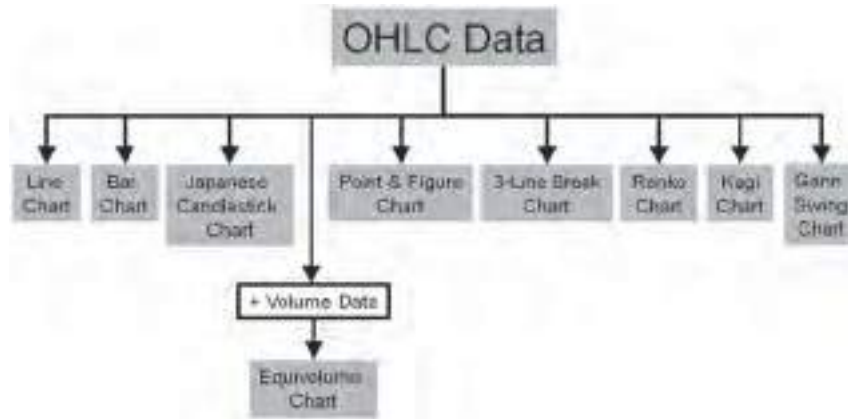 OHLC Data
Line
Chart
Bar
Chart
Japanese
Candlestick
Chart
Point & Figure
Chart
3-Line Break
Chart
Renko
Chart
Kagi
Chart
Gann
Swing
Chart
+ Volume Data
Equivolume
Chart